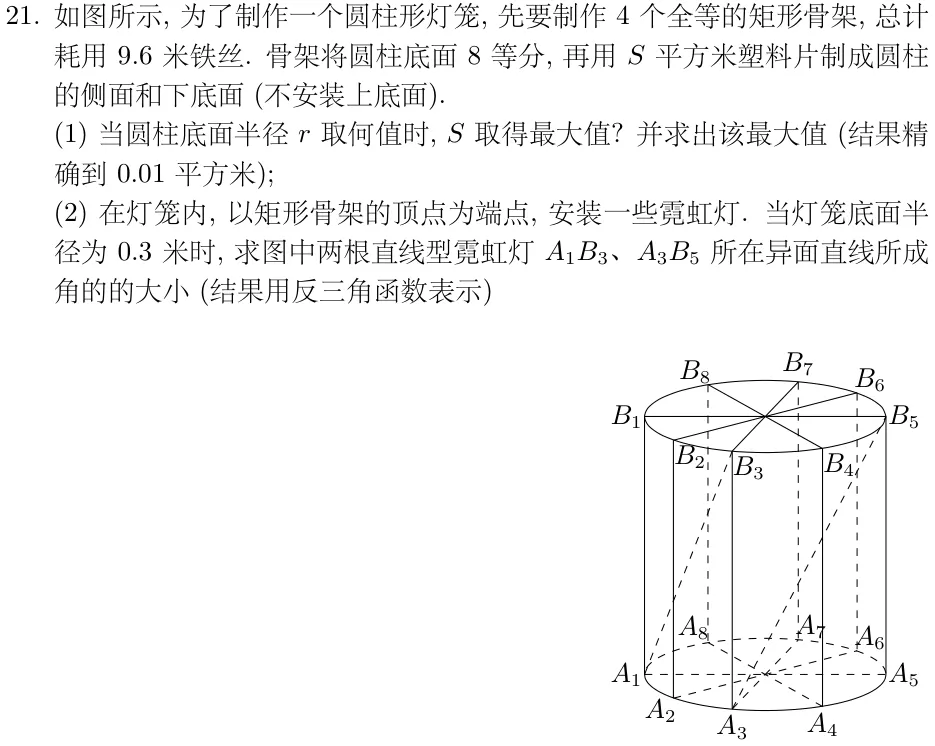 21. 如图所示, 为了制作一个圆柱形灯笼, 先要制作 4 个全等的矩形骨架, 总计
耗用 9.6 米铁丝. 骨架将圆柱底面 8 等分, 再用 S 平方米塑料片制成圆柱
的侧面和下底面 (不安装上底面).
(1) 当圆柱底面半径 r 取何值时, S 取得最大值? 并求出该最大值 (结果精
确到 0.01 平方米);
(2) 在灯笼内, 以矩形骨架的顶点为端点, 安装一些霓虹灯. 当灯笼底面半
径为 0.3 米时, 求图中两根直线型霓虹灯 A₁B₃、A₃B₅ 所在异面直线所成
角的的大小 (结果用反三角函数表示)
B₇
B₈
B₆
B₁
B₅
B₂
B₃
B₄
A₈
A₇
A₆
A₁
A₅
A₂
A₃
A₄